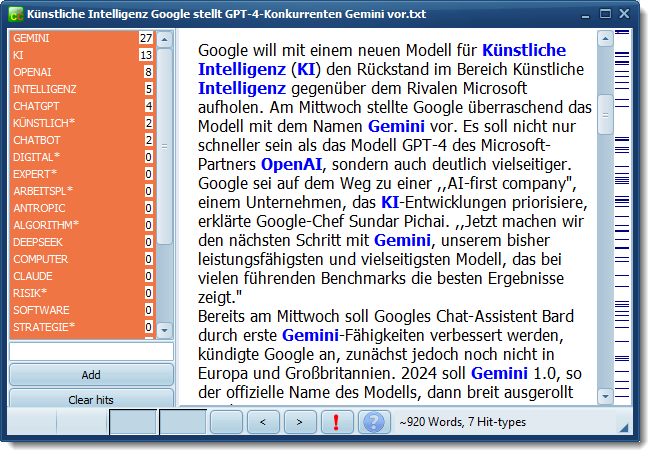 Künstliche Intelligenz Google stellt GPT-4-Konkurrenten Gemini vor.txt
GEMINI 27
KI 13
OPENAI 8
INTELLIGENZ 5
CHATGPT 4
KÜNSTLICH* 2
CHATBOT 2
DIGITAL* 0
EXPERT* 0
ARBEITSPL* 0
ANTROPIC 0
ALGORITHM* 0
DEEPSEEK 0
COMPUTER 0
CLAUDE 0
RISIK* 0
SOFTWARE 0
STRATEGIE* 0
Add
Clear hits
Google will mit einem neuen Modell für Künstliche
Intelligenz (KI) den Rückstand im Bereich Künstliche
Intelligenz gegenüber dem Rivalen Microsoft
aufholen. Am Mittwoch stellte Google überraschend das
Modell mit dem Namen Gemini vor. Es soll nicht nur
schneller sein als das Modell GPT-4 des Microsoft-
Partners OpenAI, sondern auch deutlich vielseitiger.
Google sei auf dem Weg zu einer ,,AI-first company",
einem Unternehmen, das KI-Entwicklungen priorisiere,
erklärte Google-Chef Sundar Pichai. ,,Jetzt machen wir
den nächsten Schritt mit Gemini, unserem bisher
leistungsfähigsten und vielseitigsten Modell, das bei
vielen führenden Benchmarks die besten Ergebnisse
zeigt."
Bereits am Mittwoch soll Googles Chat-Assistent Bard
durch erste Gemini-Fähigkeiten verbessert werden,
kündigte Google an, zunächst jedoch noch nicht in
Europa und Großbritannien. 2024 soll Gemini 1.0, so
der offizielle Name des Modells, dann breit ausgerollt
< > ! ? ~920 Words, 7 Hit-types